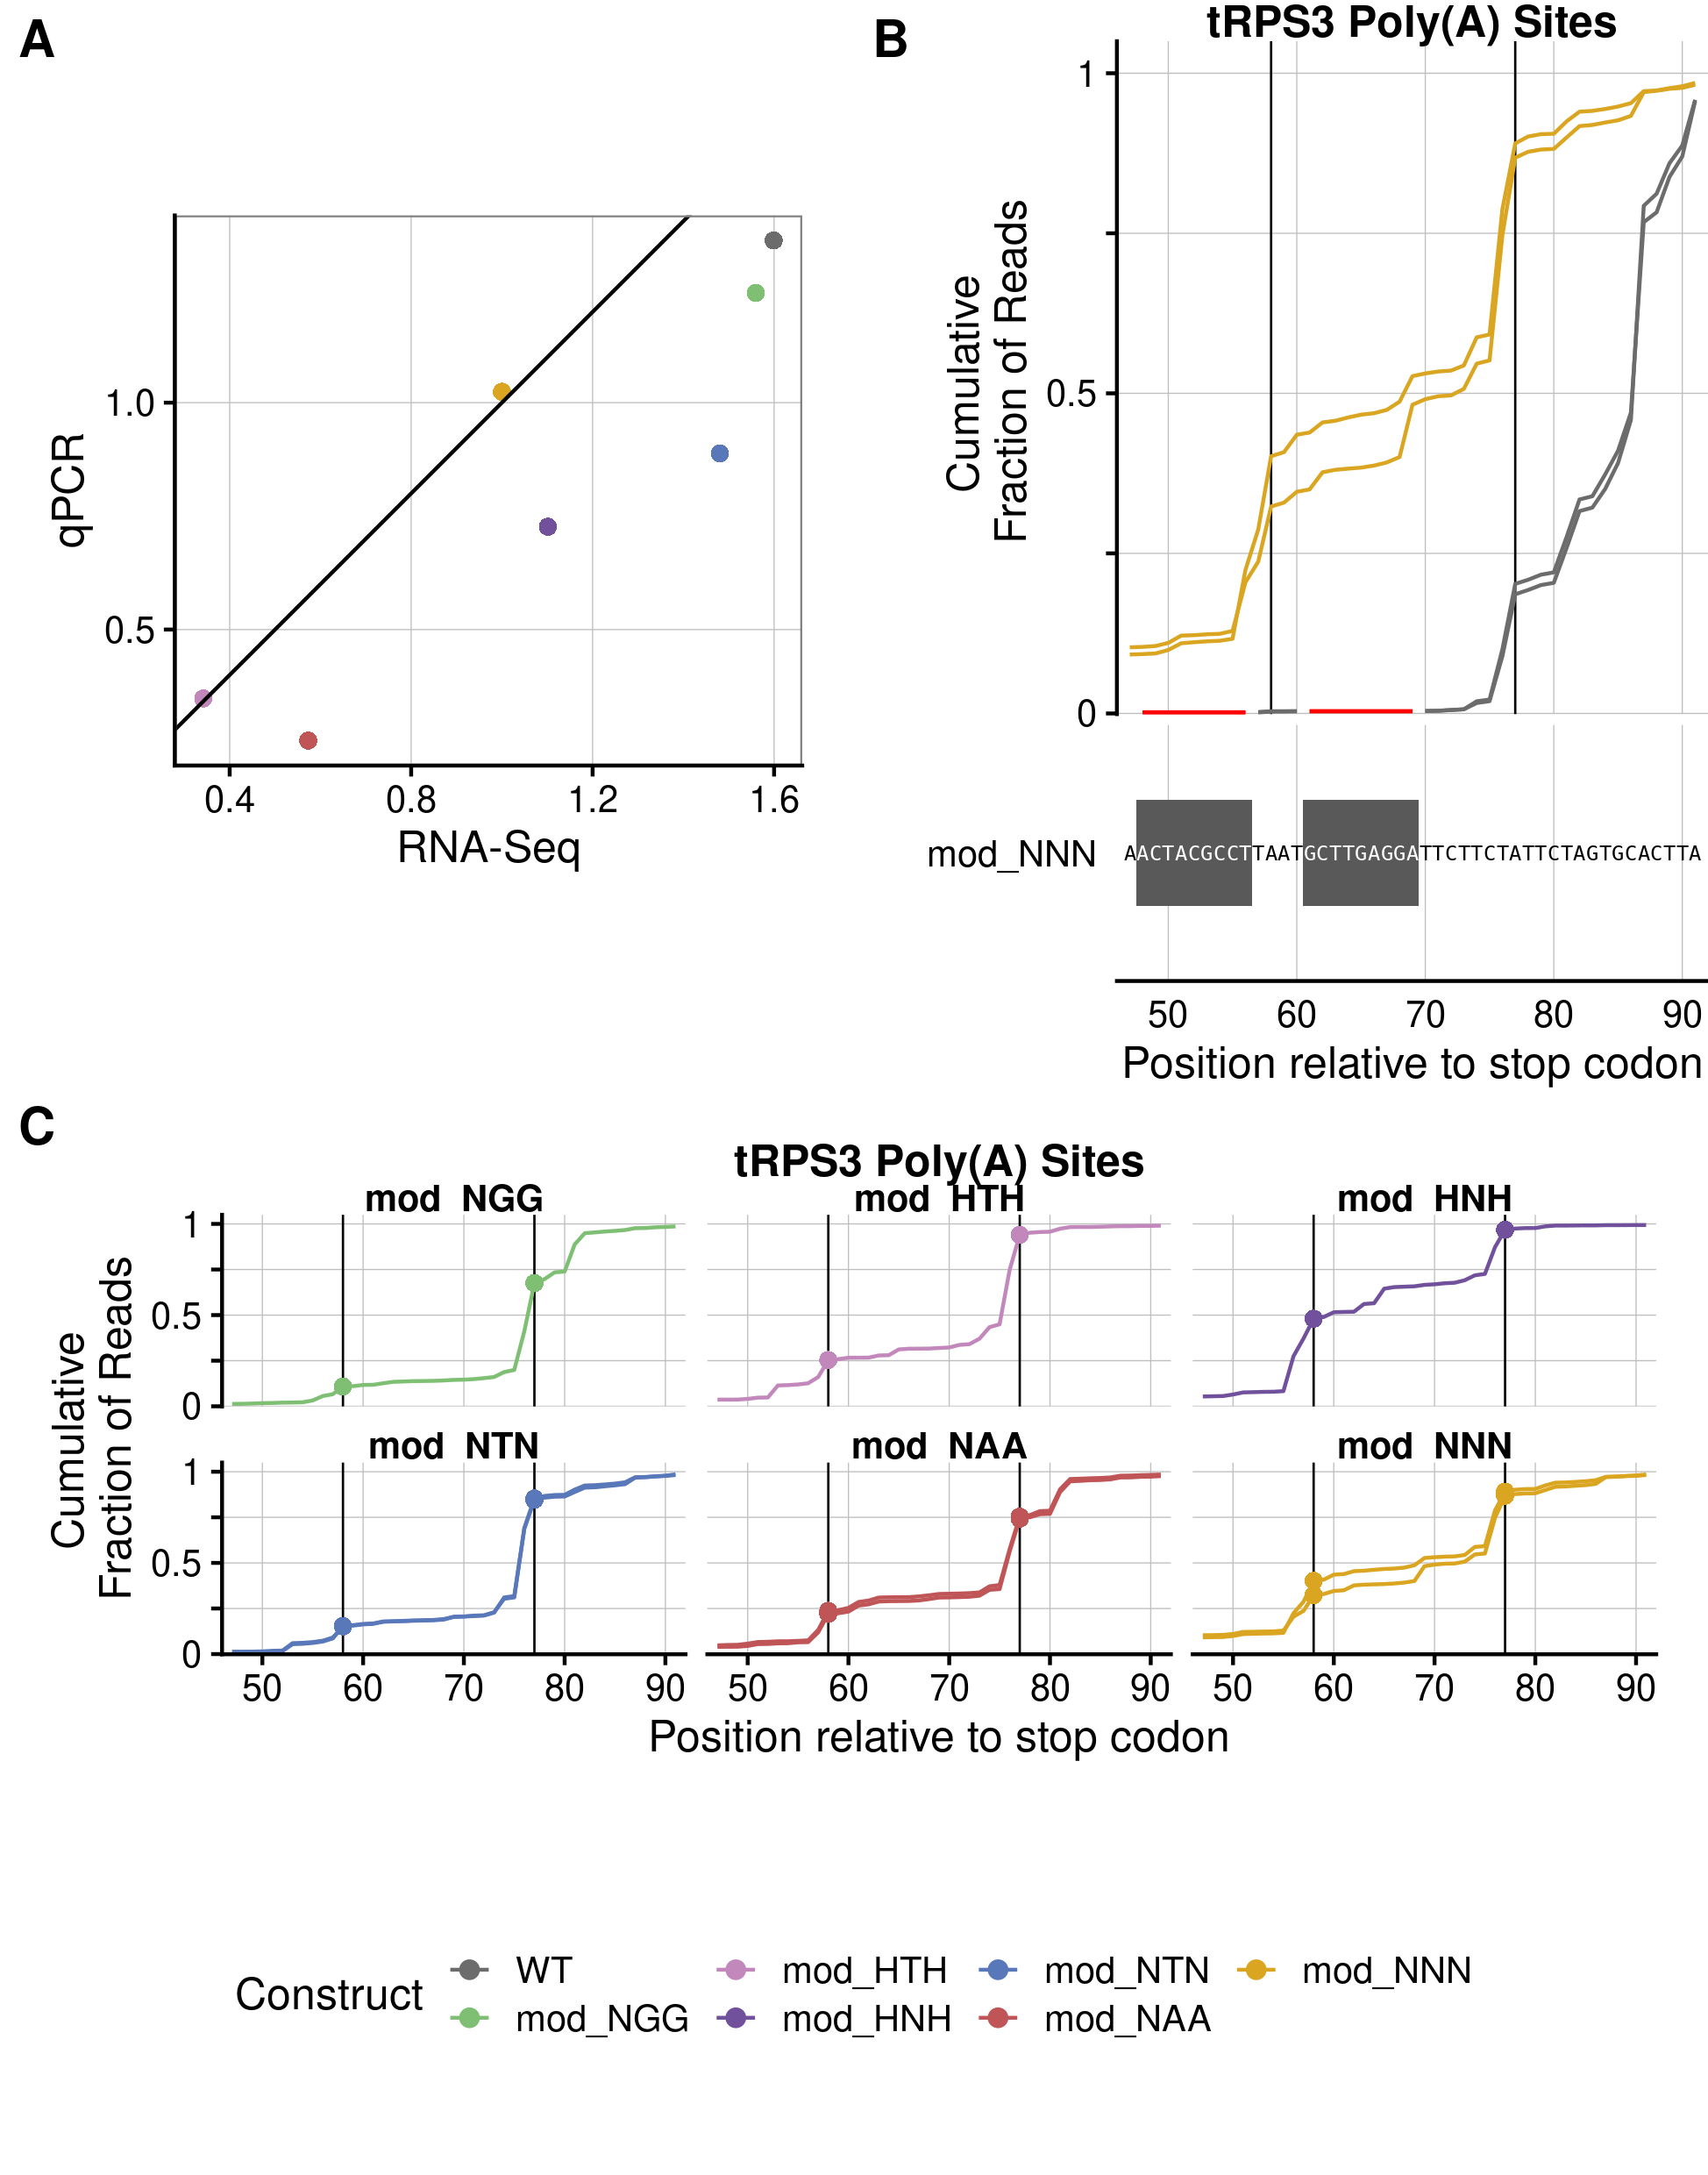 A
qPCR
1.0
0.5
0.4 0.8 1.2 1.6
RNA-Seq
B
tRPS3 Poly(A) Sites
Cumulative
Fraction of Reads
1
0.5
0
mod_NNN AACTACGCCTTAATGCTTGAGGATTCTTCTATTCTAGTGCACTTA
50 60 70 80 90
Position relative to stop codon
C
tRPS3 Poly(A) Sites
mod NGG mod HTH mod HNH
Cumulative
Fraction of Reads
1
0.5
0
mod NTN mod NAA mod NNN
1
0.5
0
50 60 70 80 90 50 60 70 80 90 50 60 70 80 90
Position relative to stop codon
Construct
WT mod_HTH mod_NTN mod_NNN
mod_NGG mod_HNH mod_NAA